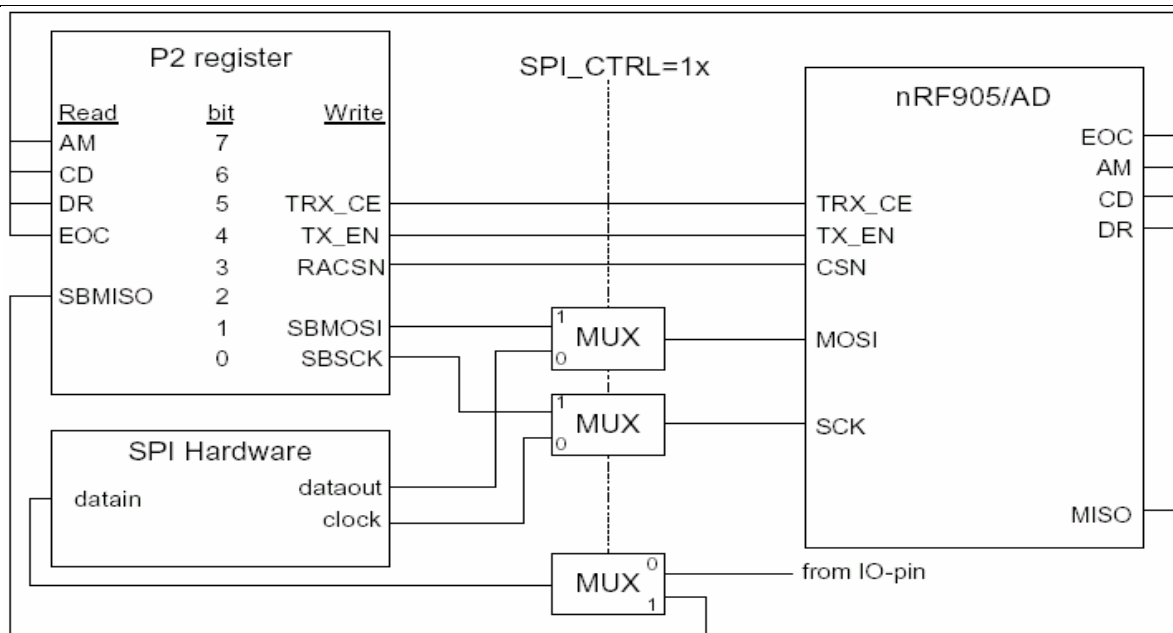 P2 register
Read bit Write
AM 7
CD 6
DR 5 TRX_CE
EOC 4 TX_EN
3 RACSN
SBMISO 2
1 SBMOSI
0 SBSCK
SPI_CTRL=1x
1
MUX
0
1
MUX
0
SPI Hardware
dataout
datain
clock
MUX
0
1
from IO-pin
nRF905/AD
EOC
AM
CD
DR
TRX_CE
TX_EN
CSN
MOSI
SCK
MISO